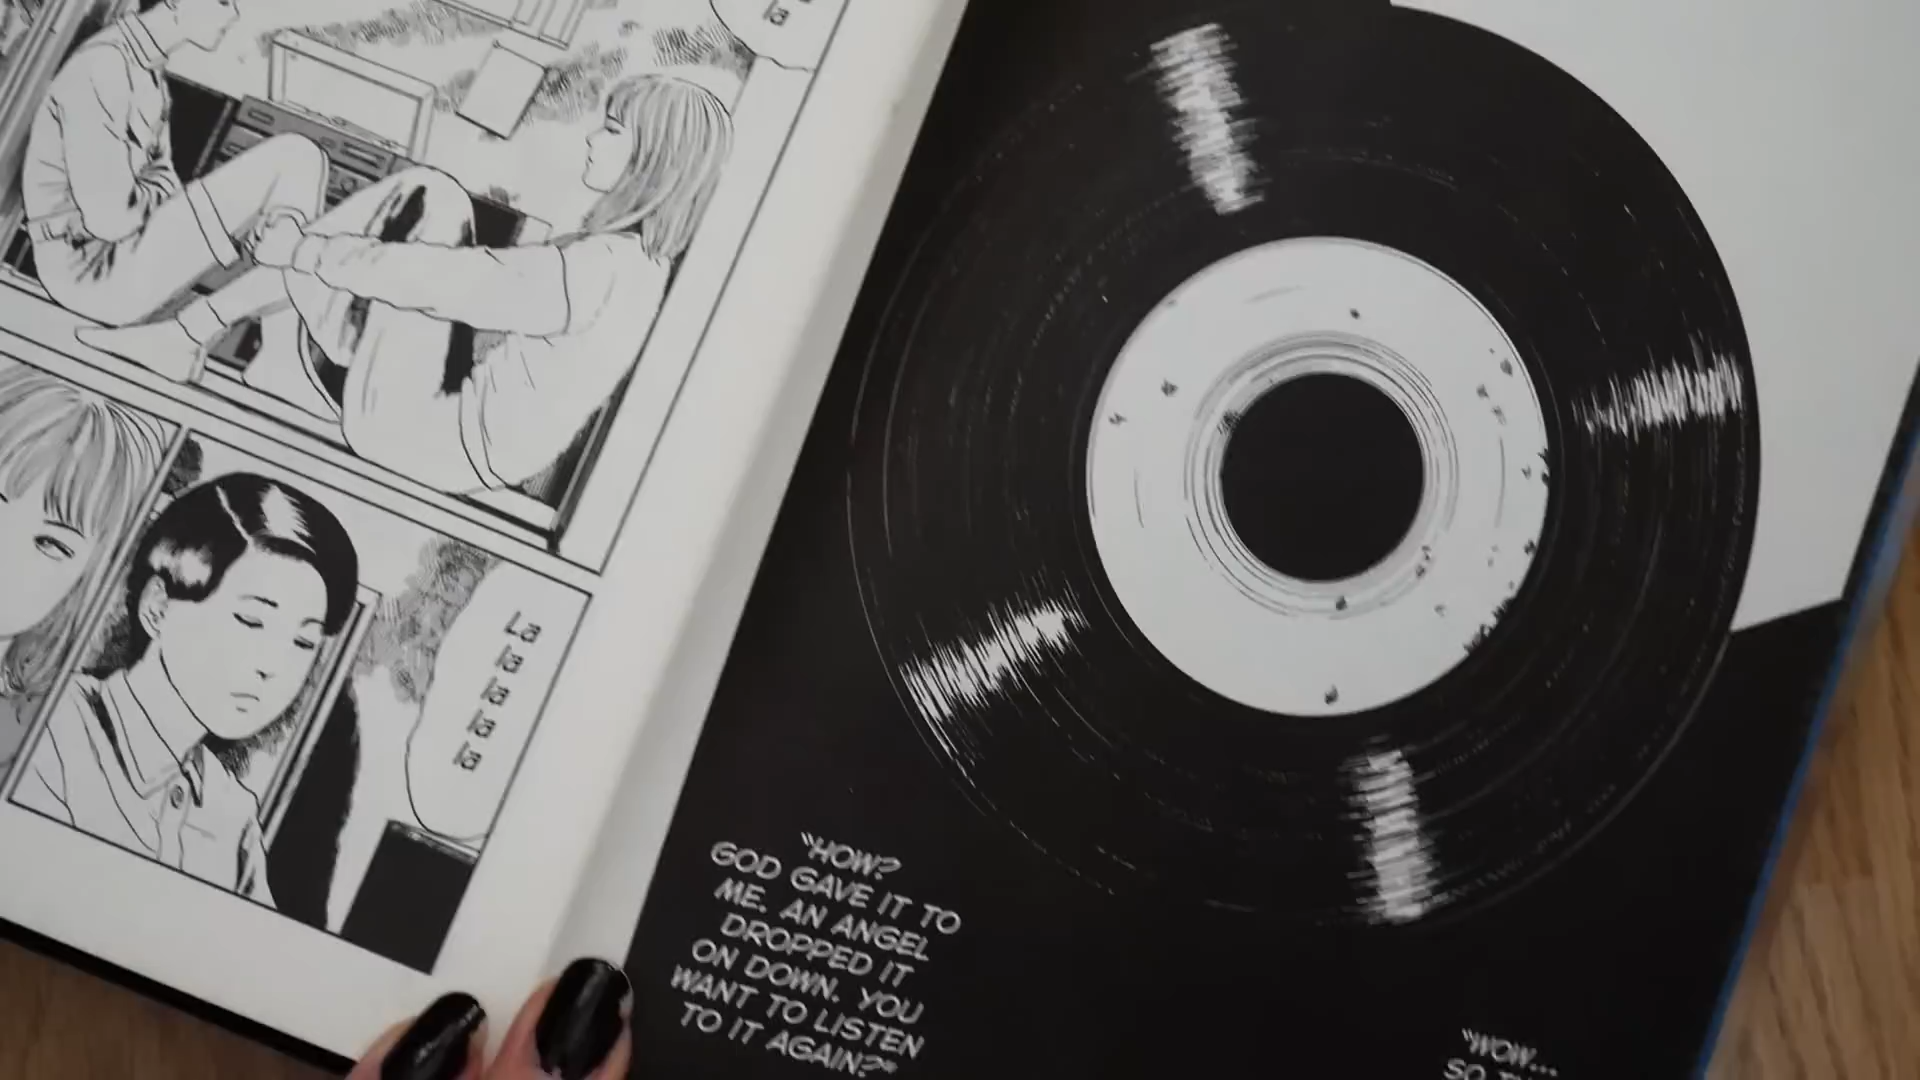 la
La
la
la
la
la
"HOW?
GOD GAVE IT TO
ME. AN ANGEL
DROPPED IT
ON DOWN. YOU
WANT TO LISTEN
TO IT AGAIN?"
"WOW...
SO